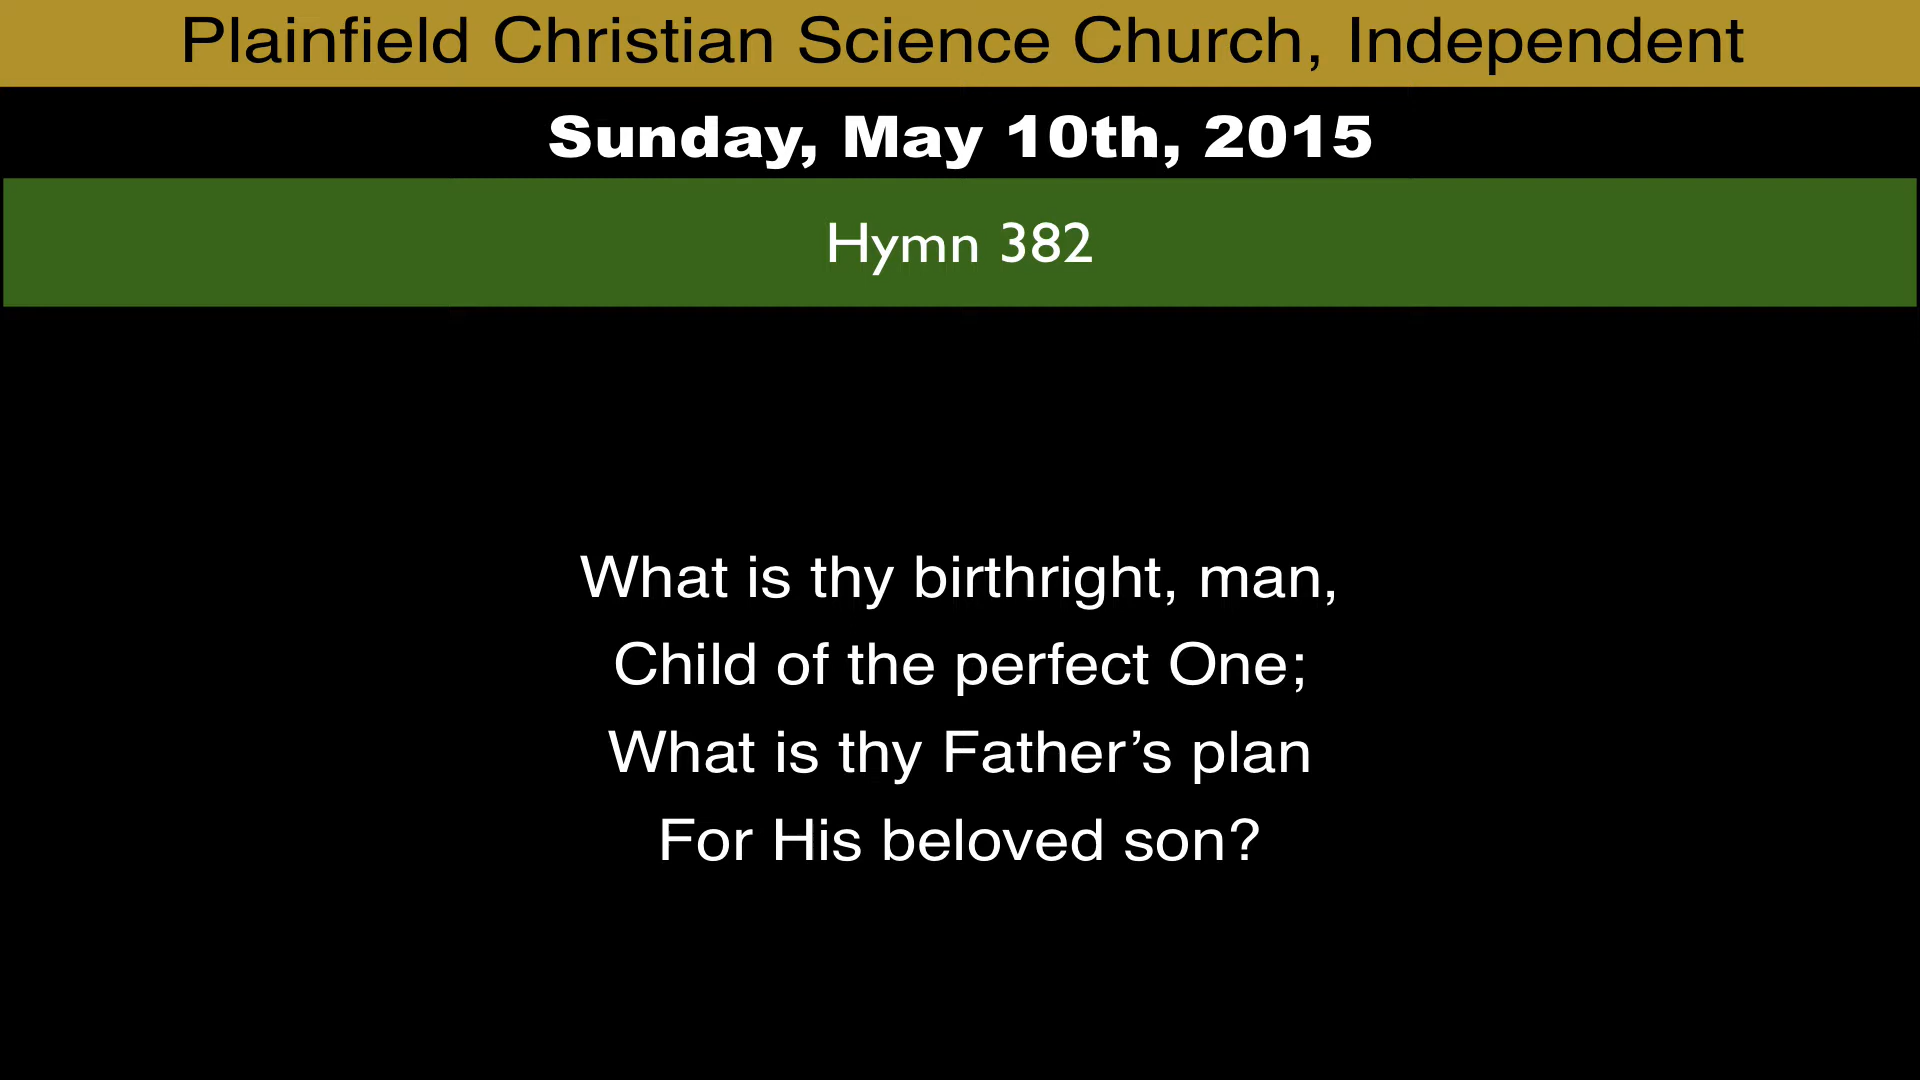 Plainfield Christian Science Church, Independent
Sunday, May 10th, 2015
Hymn 382
What is thy birthright, man,
Child of the perfect One;
What is thy Father’s plan
For His beloved son?